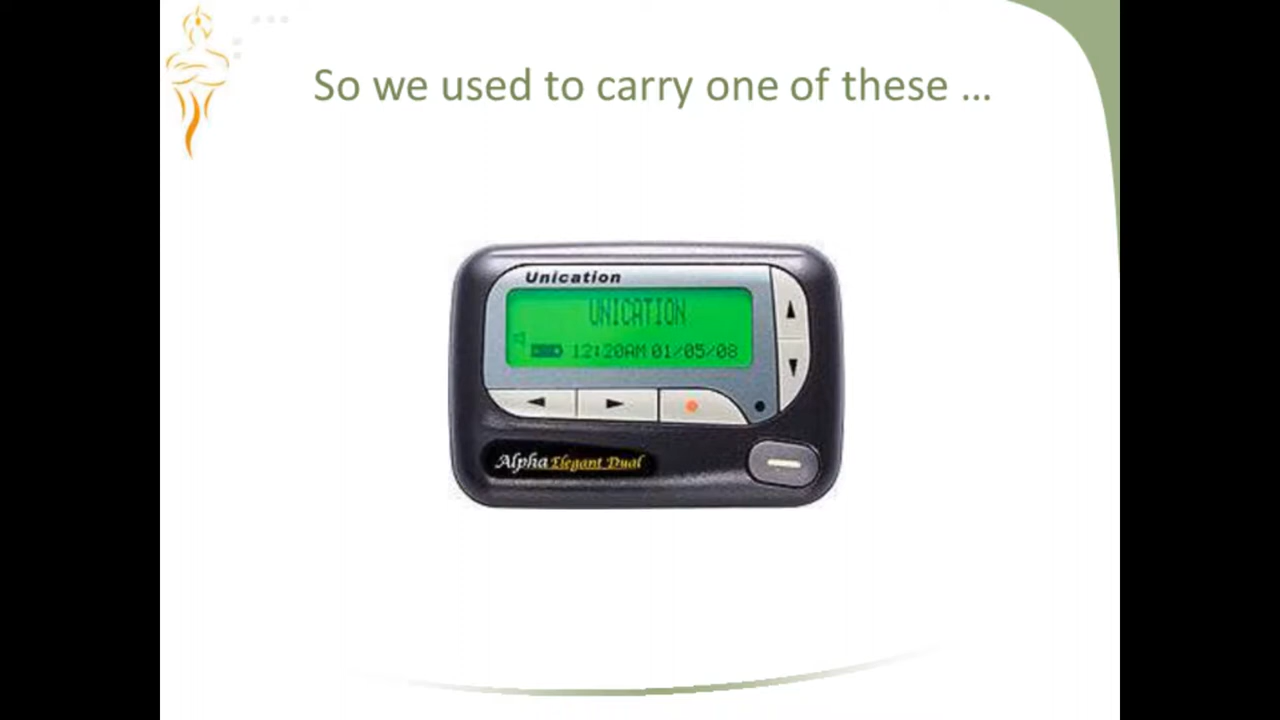 So we used to carry one of these …
Unication
UNICATION
12:20AM 01/05/08
Alpha Elegant Dual